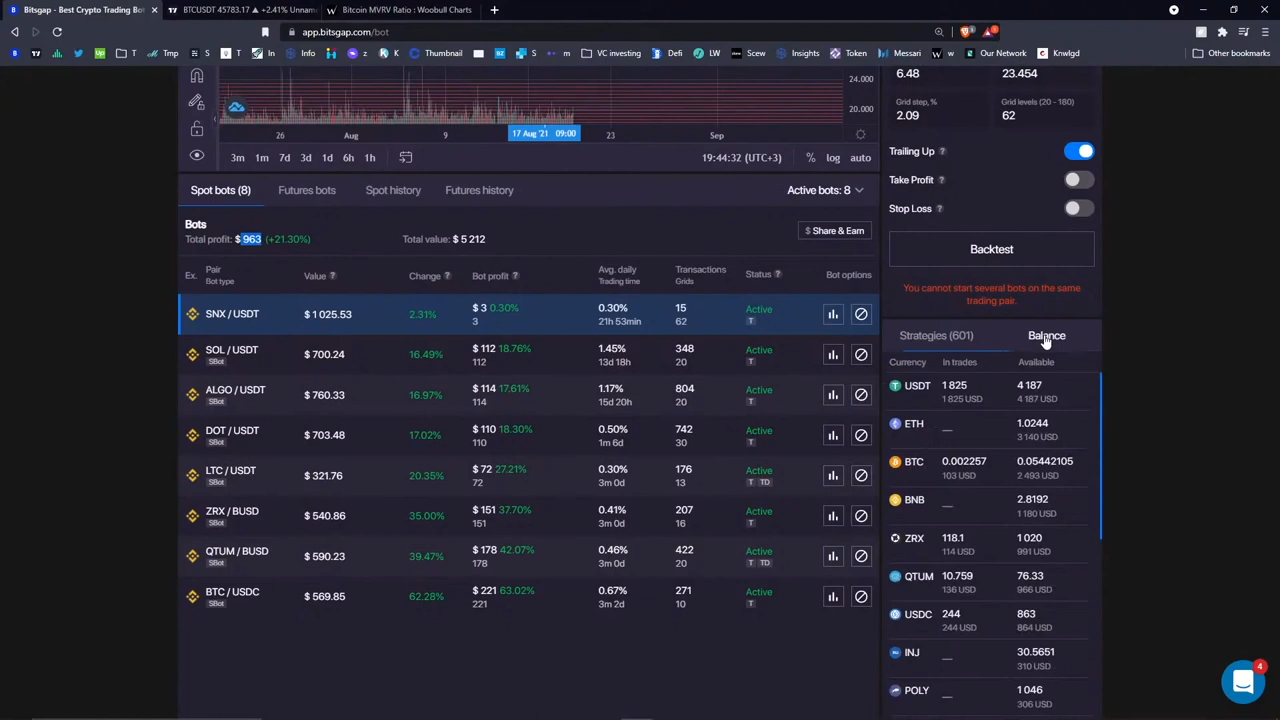 Bitsgap - Best Crypto Trading Bo
BTCUSDT 45783.17 ▲ +2.41% Unnam
Bitcoin MVRV Ratio : Woobull Charts
app.bitsgap.com/bot
T
Tmp
S
T
In
Scew
K
Thumbnail
S
m
VC investing
Defi
LW
Insights
Token
Messari
w
Our Network
Knwlgd
Other bookmarks
24.000
20.000
26
Aug
9
17 Aug '21 09:00
23
Sep
3m 1m 7d 3d 1d 6h 1h
19:44:32 (UTC+3)
% log auto
6.48 23.454
Grid step, % Grid levels (20 - 180)
2.09 62
Trailing Up
Take Profit
Stop Loss
Backtest
You cannot start several bots on the same
trading pair.
Spot bots (8) Futures bots Spot history Futures history Active bots: 8
Bots
Total profit: $ 963 (+21.30%) Total value: $ 5 212
$ Share & Earn
Ex. Pair Value Change Bot profit Avg. daily Transactions Status Bot options
Bot type Trading time Grids
SNX / USDT $ 1 025.53 2.31% $ 3 0.30% 0.30% 15 Active
3 21h 53min 62 T
SOL / USDT $ 700.24 16.49% $ 112 18.76% 1.45% 348 Active
SBot 112 13d 18h 20 T
ALGO / USDT $ 760.33 16.97% $ 114 17.61% 1.17% 804 Active
SBot 114 15d 20h 20 T
DOT / USDT $ 703.48 17.02% $ 110 18.30% 0.50% 742 Active
SBot 110 1m 6d 30 T
LTC / USDT $ 321.76 20.35% $ 72 27.21% 0.30% 176 Active
SBot 72 3m 0d 13 T TD
ZRX / BUSD $ 540.86 35.00% $ 151 37.70% 0.41% 207 Active
SBot 151 3m 0d 16 T
QTUM / BUSD $ 590.23 39.47% $ 178 42.07% 0.46% 422 Active
SBot 178 3m 0d 20 T TD
BTC / USDC $ 569.85 62.28% $ 221 63.02% 0.67% 271 Active
SBot 221 3m 2d 10 T
Strategies (601) Balance
Currency In trades Available
USDT 1 825 4 187
1 825 USD 4 187 USD
ETH — 1.0244
3 140 USD
BTC 0.002257 0.05442105
103 USD 2 493 USD
BNB — 2.8192
1 180 USD
ZRX 118.1 1 020
114 USD 991 USD
QTUM 10.759 76.33
136 USD 966 USD
USDC 244 863
244 USD 864 USD
INJ — 30.5651
310 USD
POLY — 1 046
306 USD
4